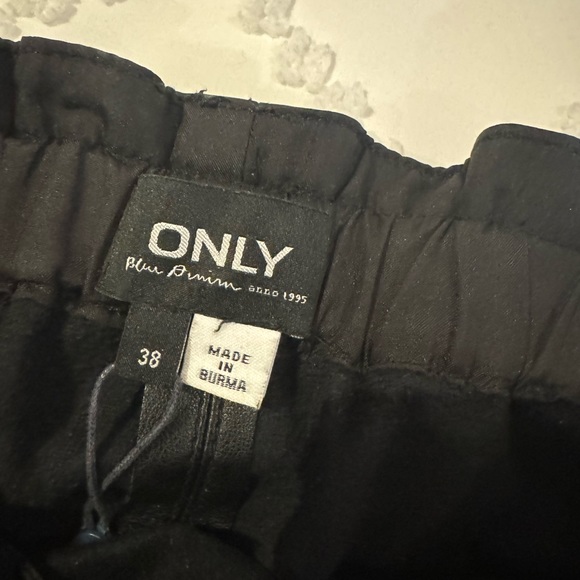 ONLY
Blue Denim anno 1995
38
MADE
IN
BURMA